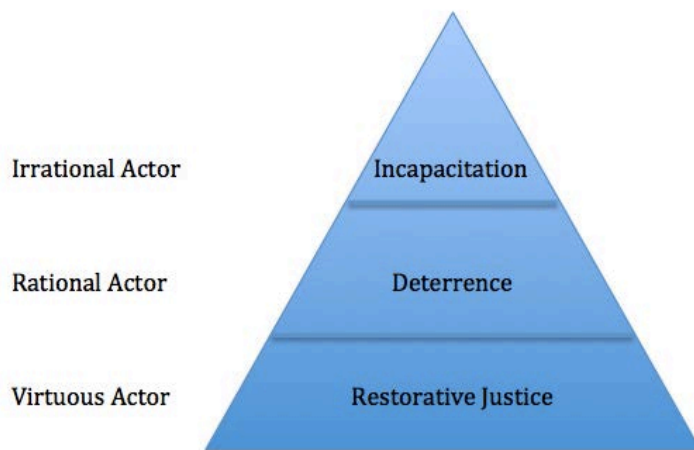 Irrational Actor Incapacitation
Rational Actor Deterrence
Virtuous Actor Restorative Justice